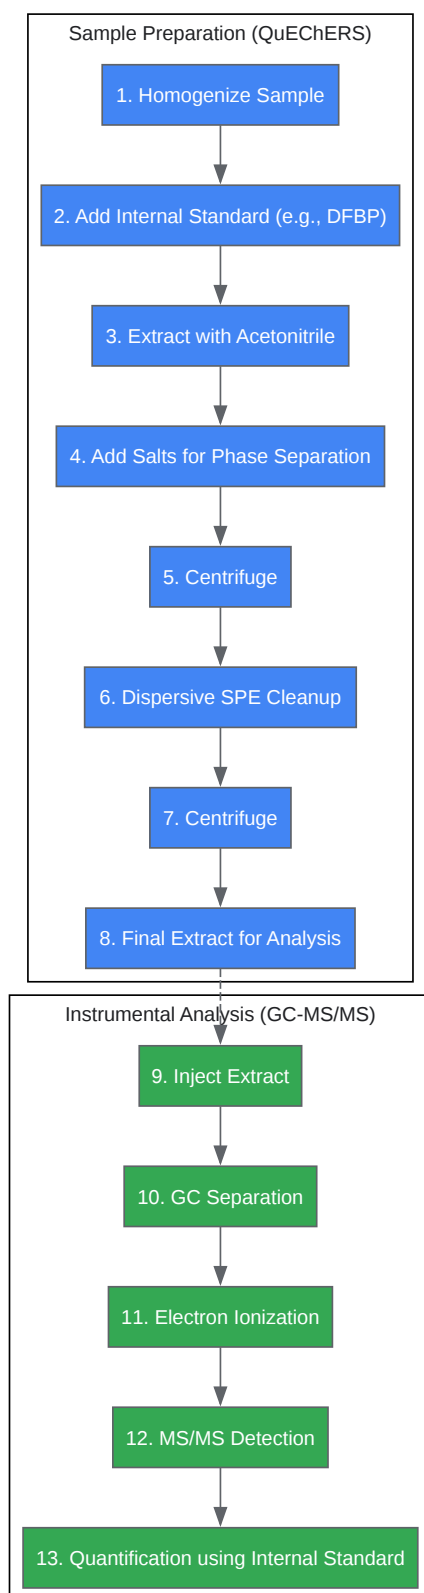 Sample Preparation (QuEChERS)
1. Homogenize Sample
2. Add Internal Standard (e.g., DFBP)
3. Extract with Acetonitrile
4. Add Salts for Phase Separation
5. Centrifuge
6. Dispersive SPE Cleanup
7. Centrifuge
8. Final Extract for Analysis
Instrumental Analysis (GC-MS/MS)
9. Inject Extract
10. GC Separation
11. Electron Ionization
12. MS/MS Detection
13. Quantification using Internal Standard